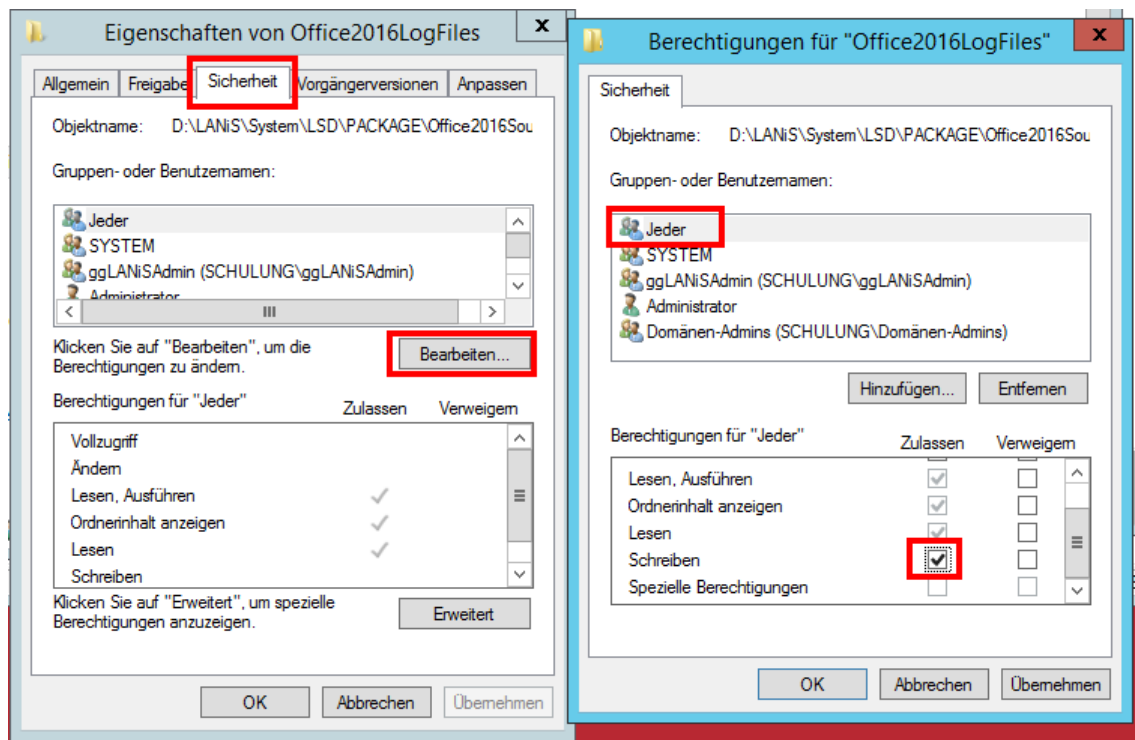 Eigenschaften von Office2016LogFiles
x
Allgemein
Freigabe
Sicherheit
Vorgängerversionen
Anpassen
Objektname: D:\LANiS\System\LSD\PACKAGE\Office2016Sou
Gruppen- oder Benutzernamen:
Jeder
SYSTEM
ggLANiSAdmin (SCHULUNG\ggLANiSAdmin)
Administrator
Klicken Sie auf "Bearbeiten", um die
Berechtigungen zu ändern.
Bearbeiten...
Berechtigungen für "Jeder"
Zulassen
Verweigern
Vollzugriff
Ändern
Lesen, Ausführen
Ordnerinhalt anzeigen
Lesen
Schreiben
Klicken Sie auf "Erweitert", um spezielle
Berechtigungen anzuzeigen.
Erweitert
OK
Abbrechen
Übernehmen
Berechtigungen für "Office2016LogFiles"
x
Sicherheit
Objektname: D:\LANiS\System\LSD\PACKAGE\Office2016Sou
Gruppen- oder Benutzernamen:
Jeder
SYSTEM
ggLANiSAdmin (SCHULUNG\ggLANiSAdmin)
Administrator
Domänen-Admins (SCHULUNG\Domänen-Admins)
Hinzufügen...
Entfernen
Berechtigungen für "Jeder"
Zulassen
Verweigern
Lesen, Ausführen
Ordnerinhalt anzeigen
Lesen
Schreiben
Spezielle Berechtigungen
OK
Abbrechen
Übernehmen